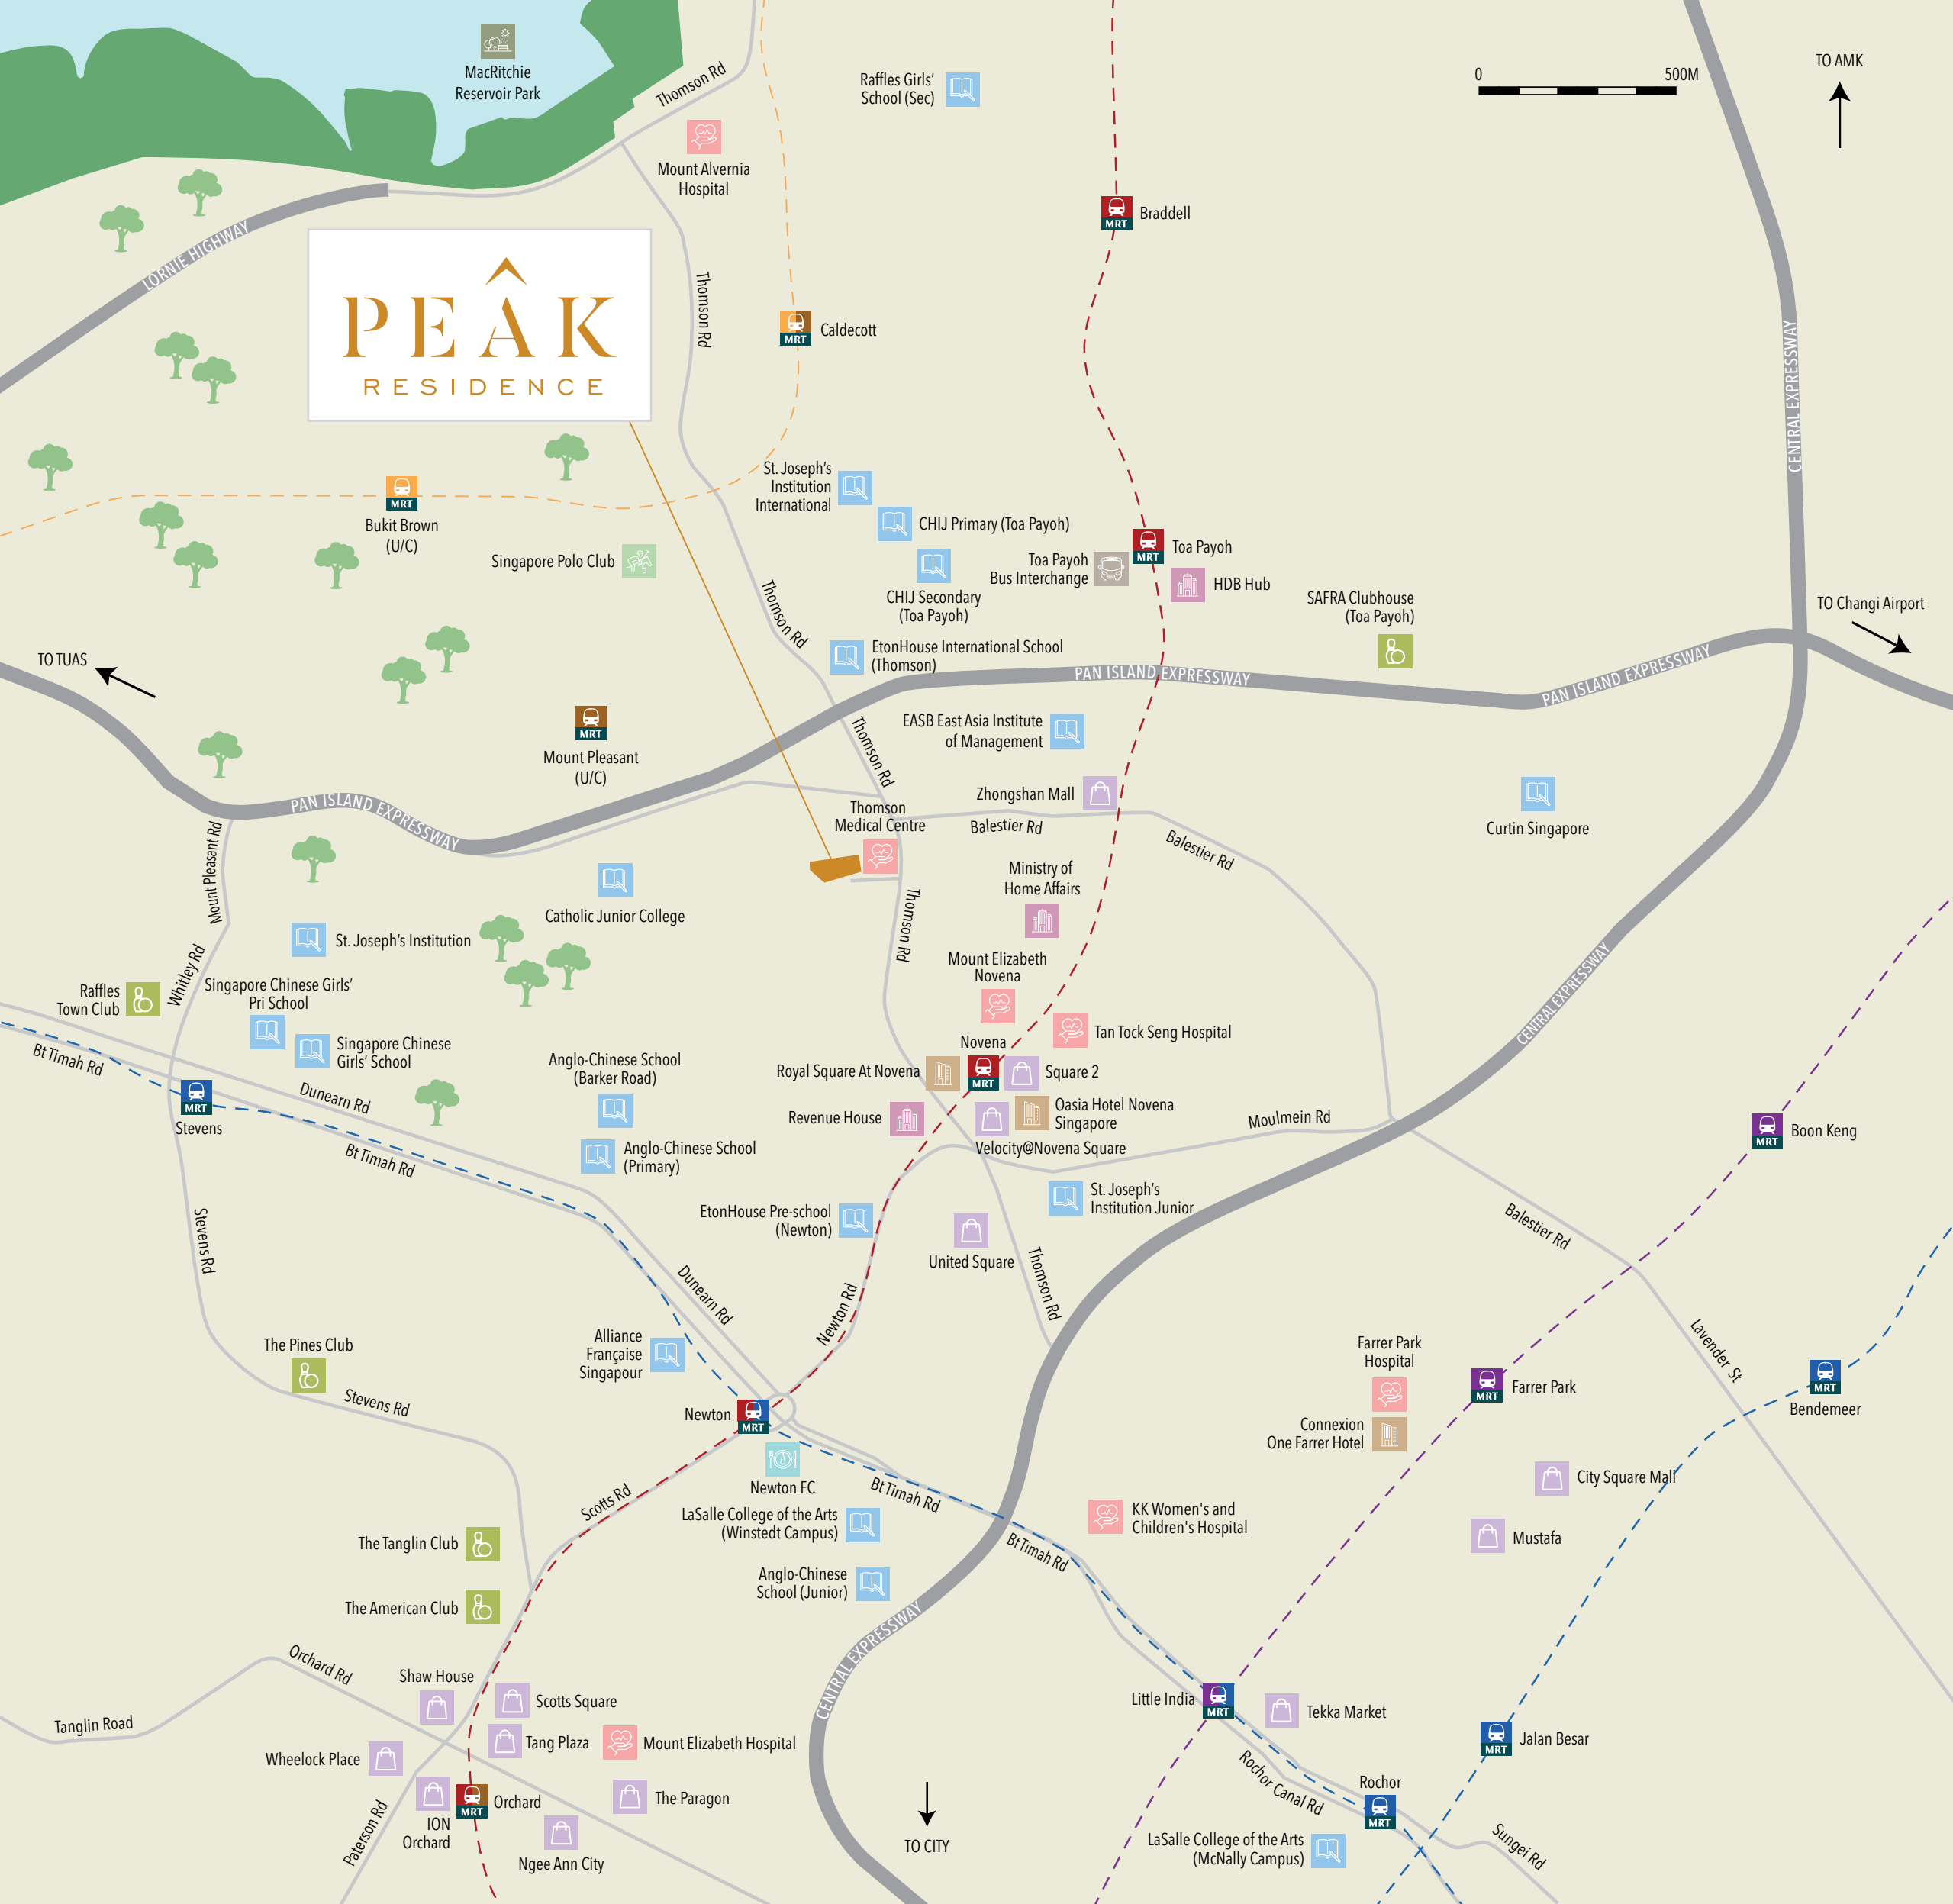 MacRitchie
Reservoir Park
Thomson Rd
Raffles Girls'
School (Sec)
0
500M
TO AMK
Mount Alvernia
Hospital
MRT
Braddell
LORNIE HIGHWAY
PEÂK
RESIDENCE
Thomson Rd
MRT
Caldecott
CENTRAL EXPRESSWAY
St. Joseph's
Institution
International
MRT
Bukit Brown
(U/C)
CHIJ Primary (Toa Payoh)
MRT
Toa Payoh
Singapore Polo Club
Toa Payoh
Bus Interchange
HDB Hub
CHIJ Secondary
(Toa Payoh)
SAFRA Clubhouse
(Toa Payoh)
TO Changi Airport
Thomson Rd
EtonHouse International School
(Thomson)
TO TUAS
PAN ISLAND EXPRESSWAY
PAN ISLAND EXPRESSWAY
MRT
Mount Pleasant
(U/C)
EASB East Asia Institute
of Management
Thomson Rd
Zhongshan Mall
PAN ISLAND EXPRESSWAY
Thomson
Medical Centre
Balestier Rd
Balestier Rd
Curtin Singapore
Mount Pleasant Rd
Ministry of
Home Affairs
Catholic Junior College
Thomson Rd
St. Joseph's Institution
Whitley Rd
Mount Elizabeth
Novena
CENTRAL EXPRESSWAY
Raffles
Town Club
Singapore Chinese Girls'
Pri School
Tan Tock Seng Hospital
Singapore Chinese
Girls' School
Novena
MRT
Bt Timah Rd
Anglo-Chinese School
(Barker Road)
Royal Square At Novena
Square 2
Dunearn Rd
MRT
Stevens
Revenue House
Oasia Hotel Novena
Singapore
Moulmein Rd
MRT
Boon Keng
Bt Timah Rd
Anglo-Chinese School
(Primary)
Velocity@Novena Square
St. Joseph's
Institution Junior
EtonHouse Pre-school
(Newton)
Stevens Rd
United Square
Balestier Rd
Thomson Rd
Dunearn Rd
Newton Rd
Alliance
Française
Singapour
The Pines Club
Farrer Park
Hospital
Lavender St
MRT
Farrer Park
MRT
Bendemeer
Stevens Rd
Newton
MRT
Connexion
One Farrer Hotel
Newton FC
Bt Timah Rd
City Square Mall
Scotts Rd
LaSalle College of the Arts
(Winstedt Campus)
KK Women's and
Children's Hospital
Mustafa
The Tanglin Club
Bt Timah Rd
Anglo-Chinese
School (Junior)
The American Club
CENTRAL EXPRESSWAY
Orchard Rd
Shaw House
Scotts Square
Little India
MRT
Tekka Market
Tanglin Road
Tang Plaza
Mount Elizabeth Hospital
MRT
Jalan Besar
Wheelock Place
Rochor Canal Rd
Rochor
MRT
MRT
Orchard
The Paragon
ION
Orchard
Paterson Rd
Ngee Ann City
TO CITY
LaSalle College of the Arts
(McNally Campus)
Sungei Rd